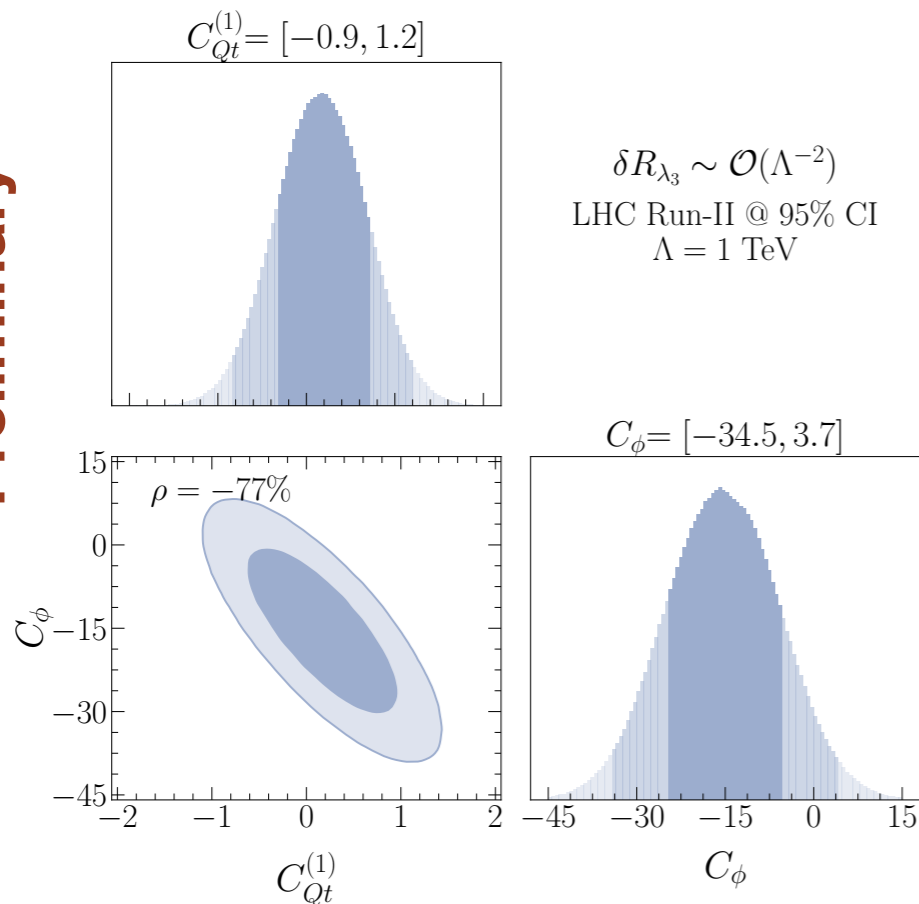 C_{Qt}^{(1)}= [−0.9, 1.2]
δR_{λ_3} ∼ 𝒪(Λ^{−2})
LHC Run-II @ 95% CI
Λ = 1 TeV
C_ϕ= [−34.5, 3.7]
ρ = −77%
15
0
−15
−30
−45
C_ϕ
−2 −1 0 1 2
C_{Qt}^{(1)}
−45 −30 −15 0 15
C_ϕ